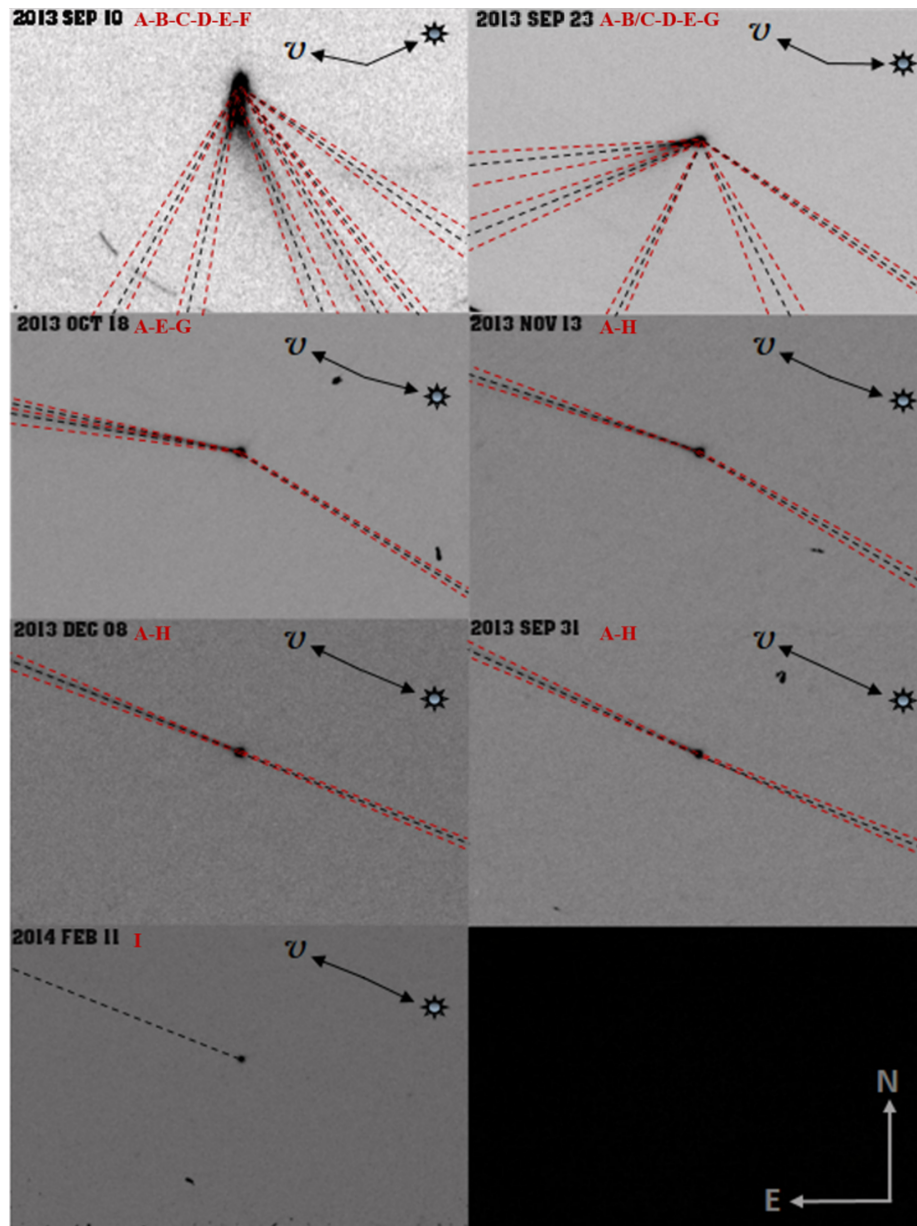 2013 SEP 10 A-B-C-D-E-F
v
2013 SEP 23 A-B/C-D-E-G
v
2013 OCT 18 A-E-G
v
2013 NOV 13 A-H
v
2013 DEC 08 A-H
v
2013 SEP 31 A-H
v
2014 FEB 11 I
v
N
E